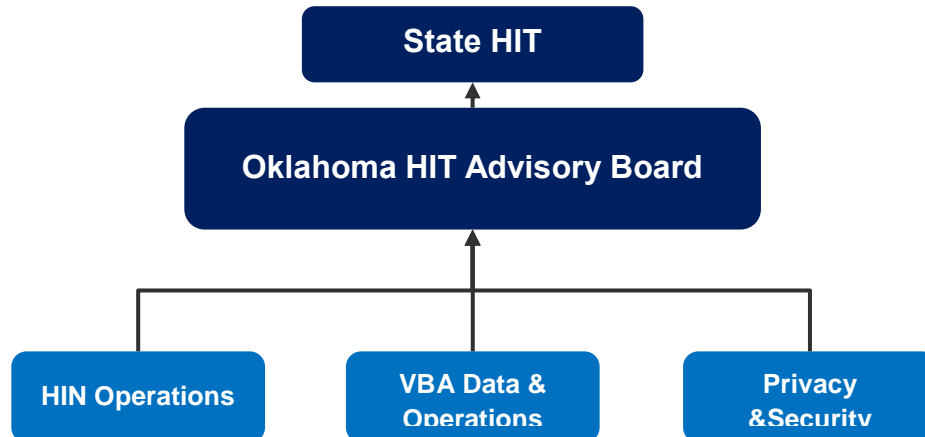 State HIT
Oklahoma HIT Advisory Board
HIN Operations
VBA Data &
Operations
Privacy
&Security